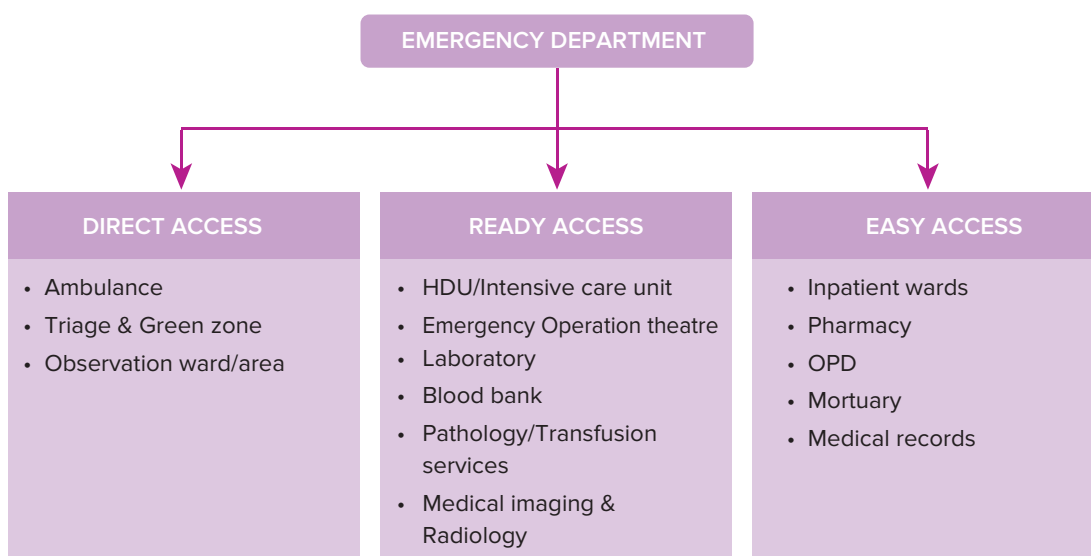 EMERGENCY DEPARTMENT
DIRECT ACCESS
• Ambulance
• Triage & Green zone
• Observation ward/area
READY ACCESS
• HDU/Intensive care unit
• Emergency Operation theatre
• Laboratory
• Blood bank
• Pathology/Transfusion
services
• Medical imaging &
Radiology
EASY ACCESS
• Inpatient wards
• Pharmacy
• OPD
• Mortuary
• Medical records